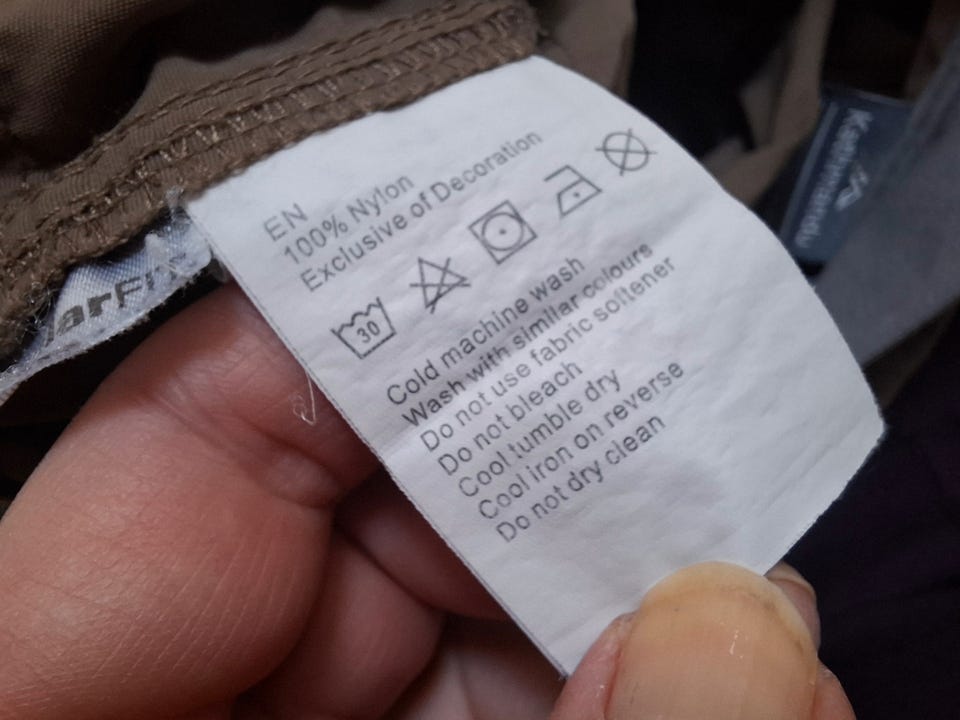 EN
100% Nylon
Exclusive of Decoration
30
Cold machine wash
Wash with similar colours
Do not use fabric softener
Do not bleach
Cool tumble dry
Cool iron on reverse
Do not dry clean
Kathmandu